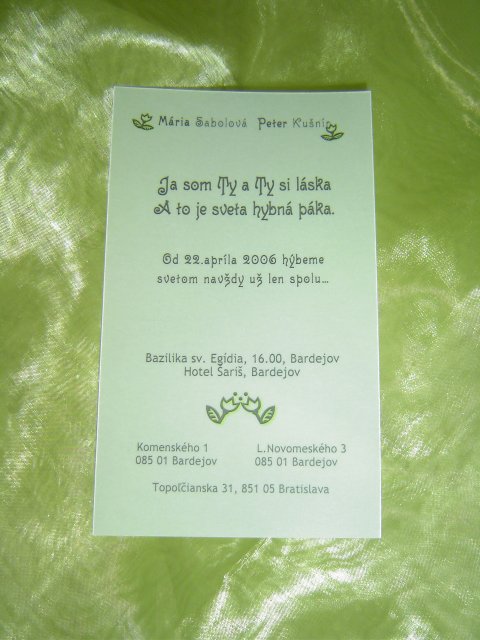 Mária Sabolová Peter Kušnír
Ja som Ty a Ty si láska
A to je sveta hybná páka.
Od 22.apríla 2006 hýbeme
svetom navždy už len spolu...
Bazilika sv. Egídia, 16.00, Bardejov
Hotel Šariš, Bardejov
Komenského 1 L.Novomeského 3
085 01 Bardejov 085 01 Bardejov
Topoľčianska 31, 851 05 Bratislava